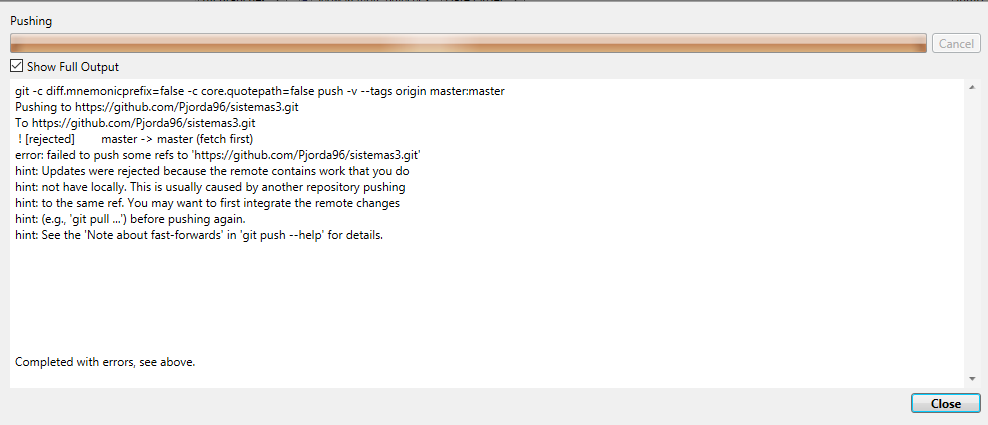 Pushing
Cancel
Show Full Output
git -c diff.mnemonicprefix=false -c core.quotepath=false push -v --tags origin master:master
Pushing to https://github.com/Pjorda96/sistemas3.git
To https://github.com/Pjorda96/sistemas3.git
! [rejected] master -> master (fetch first)
error: failed to push some refs to 'https://github.com/Pjorda96/sistemas3.git'
hint: Updates were rejected because the remote contains work that you do
hint: not have locally. This is usually caused by another repository pushing
hint: to the same ref. You may want to first integrate the remote changes
hint: (e.g., 'git pull ...') before pushing again.
hint: See the 'Note about fast-forwards' in 'git push --help' for details.
Completed with errors, see above.
Close